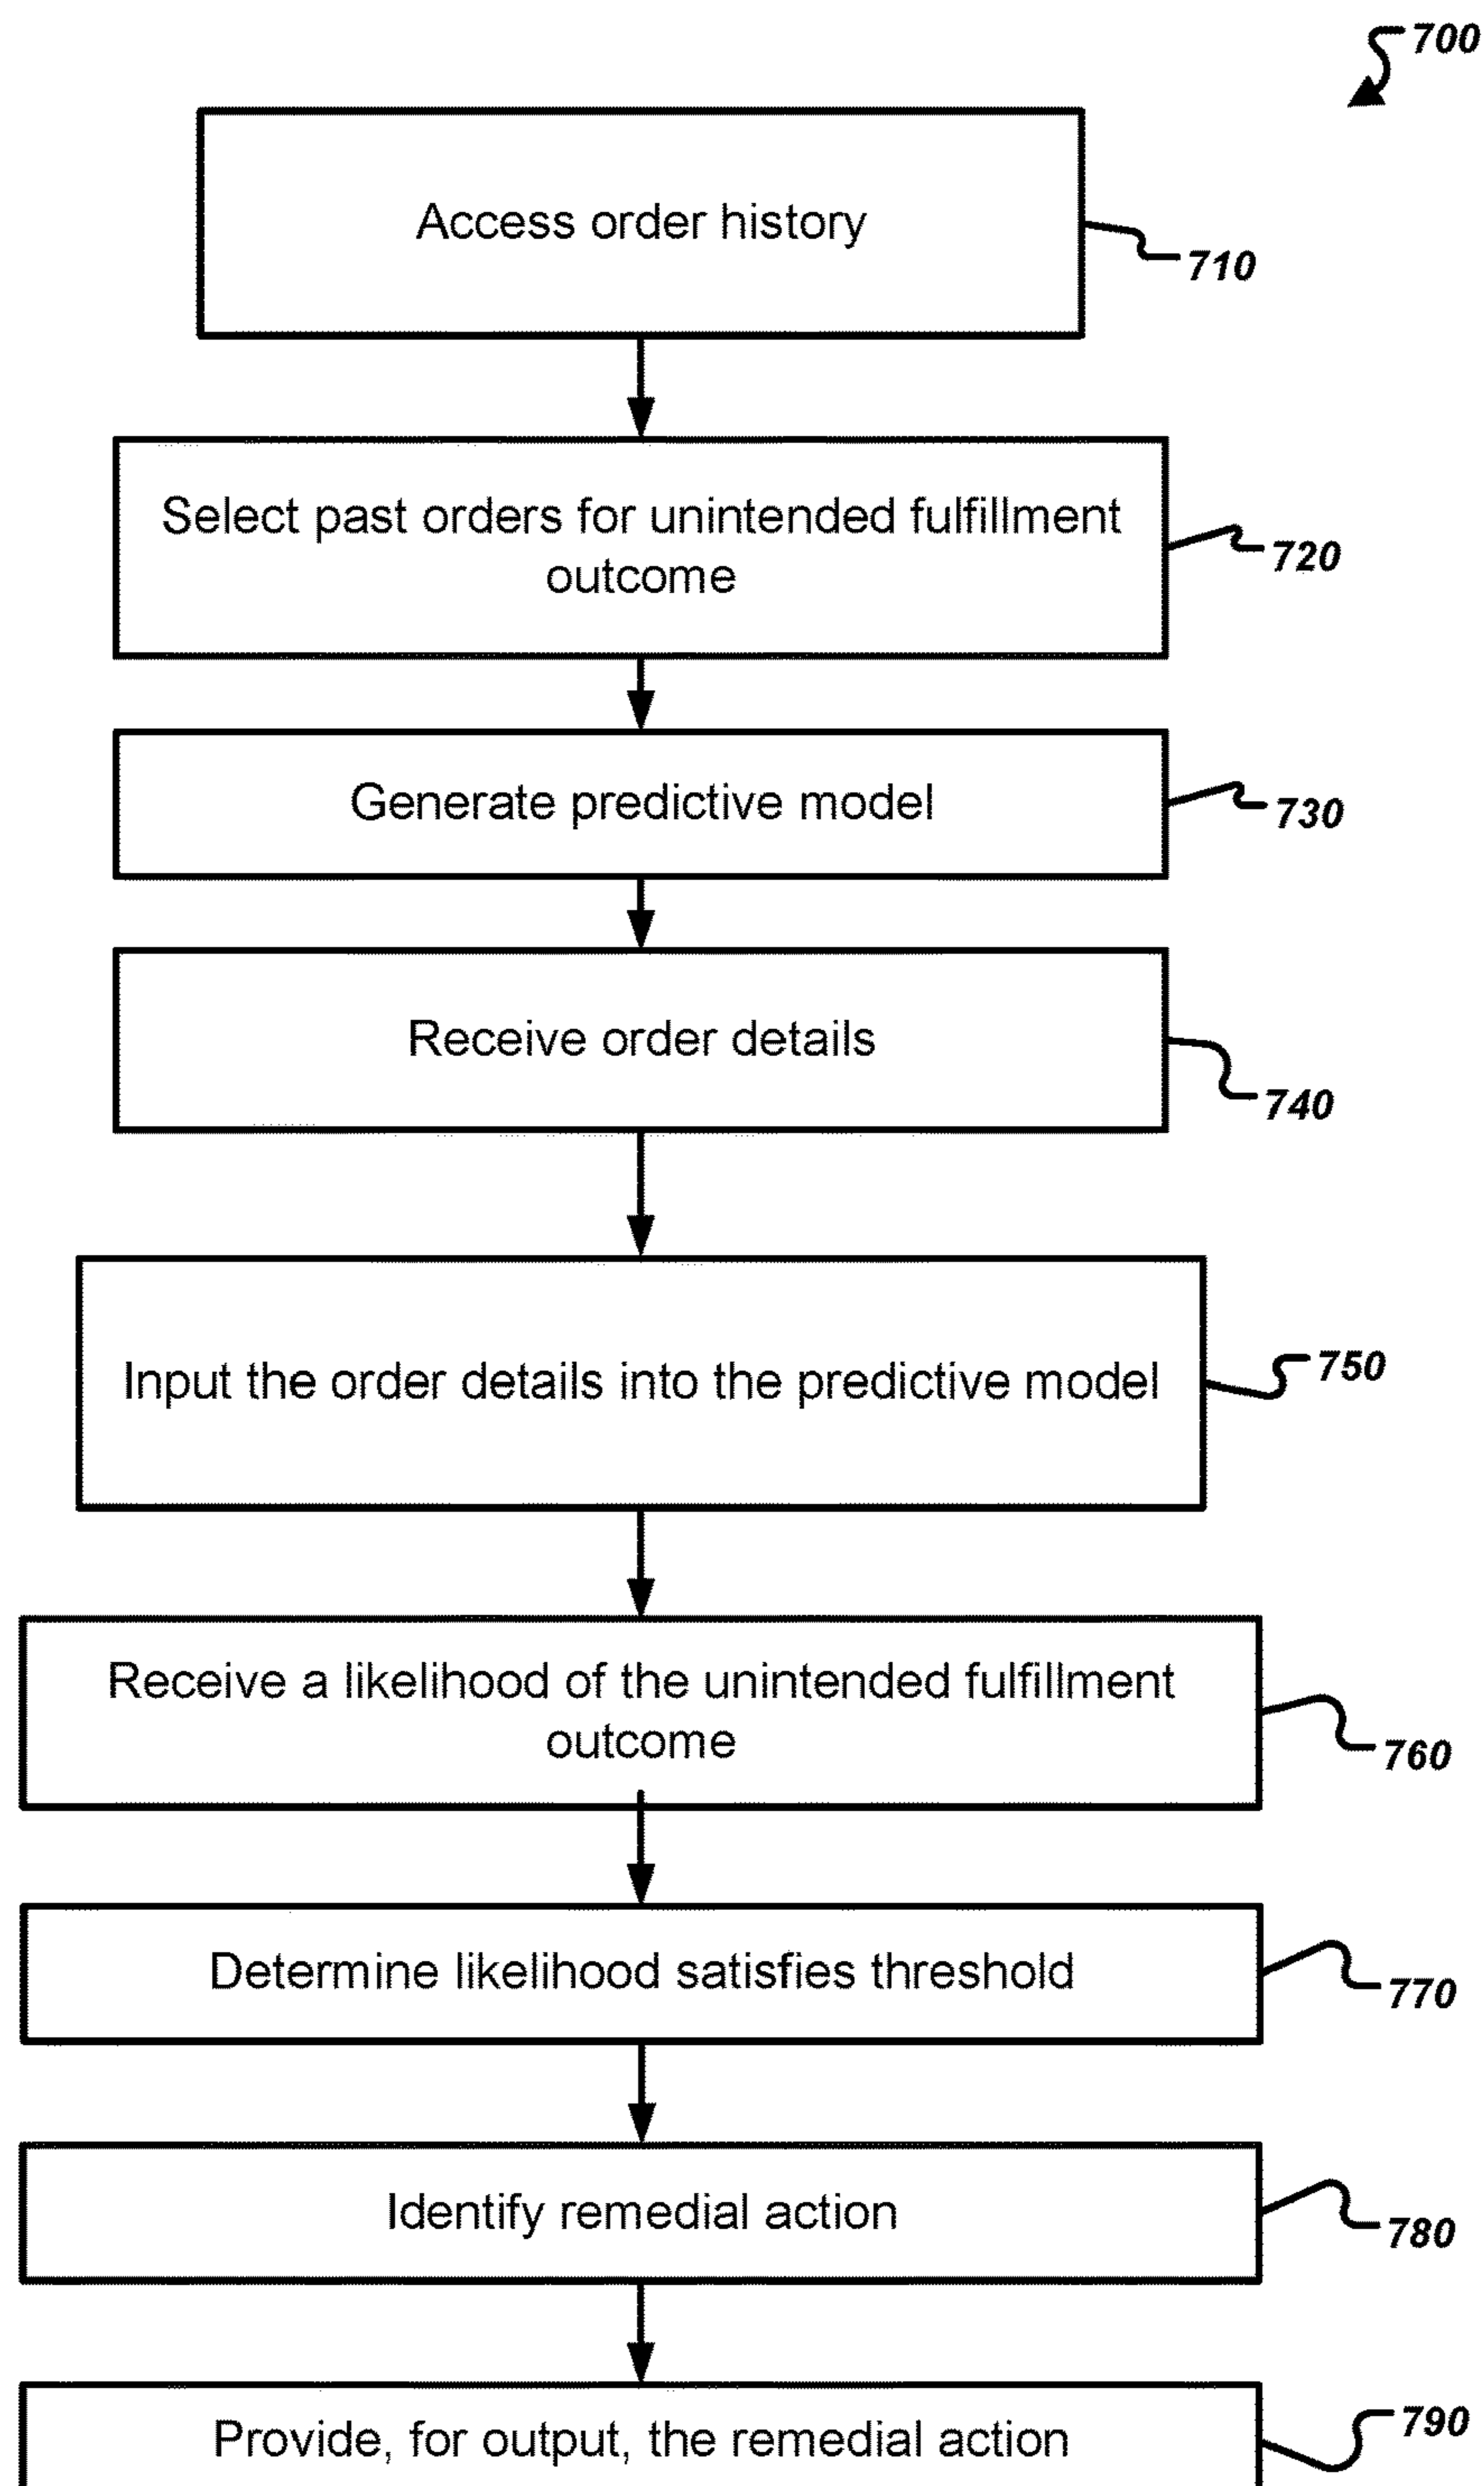 700
Access order history
710
Select past orders for unintended fulfillment
outcome
720
Generate predictive model
730
Receive order details
740
Input the order details into the predictive model
750
Receive a likelihood of the unintended fulfillment
outcome
760
Determine likelihood satisfies threshold
770
Identify remedial action
780
Provide, for output, the remedial action
790